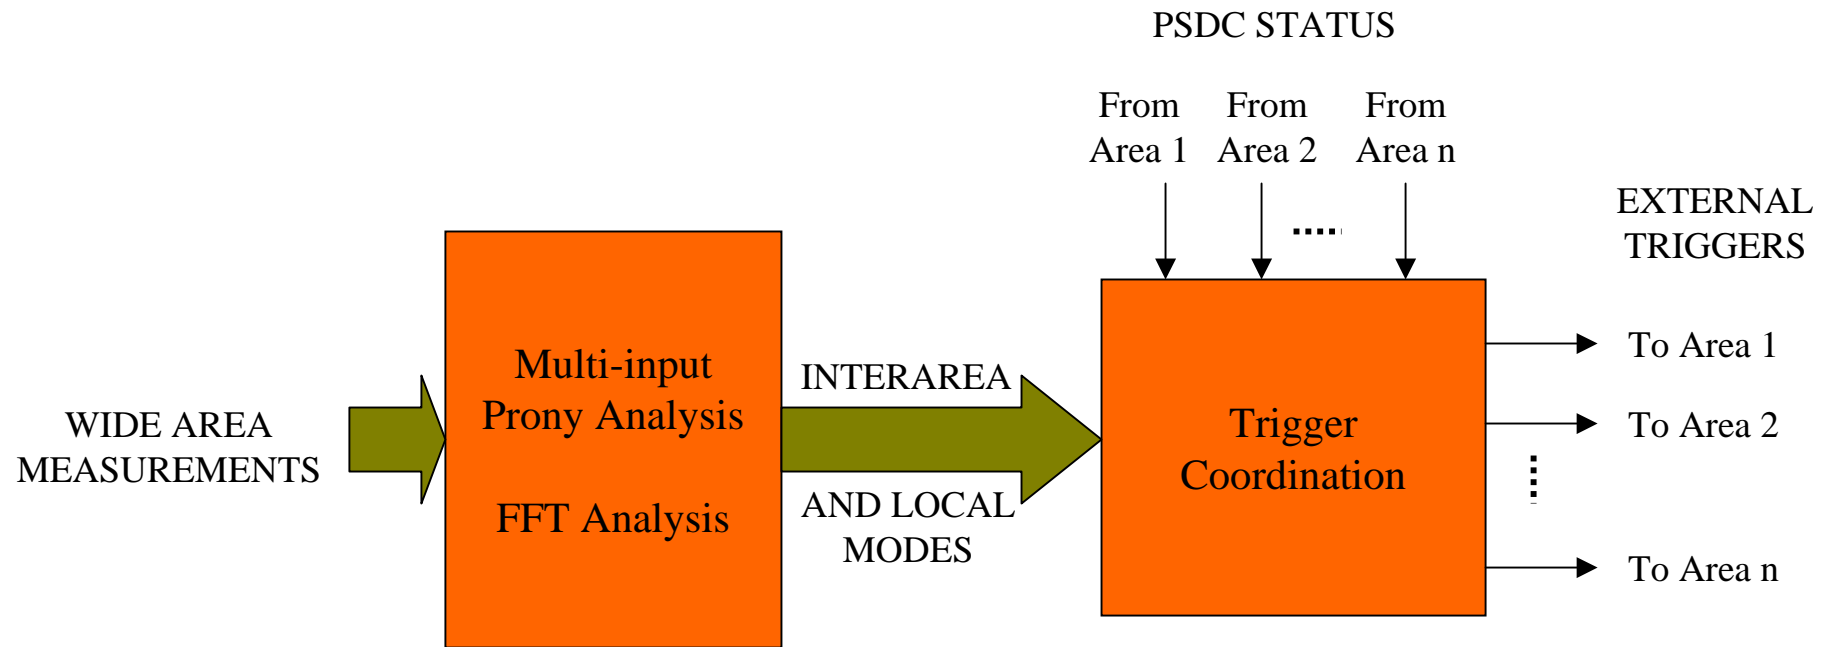 PSDC STATUS
From From From
Area 1 Area 2 Area n
EXTERNAL
TRIGGERS
WIDE AREA
MEASUREMENTS
Multi-input
Prony Analysis
FFT Analysis
INTERAREA
AND LOCAL
MODES
Trigger
Coordination
To Area 1
To Area 2
To Area n